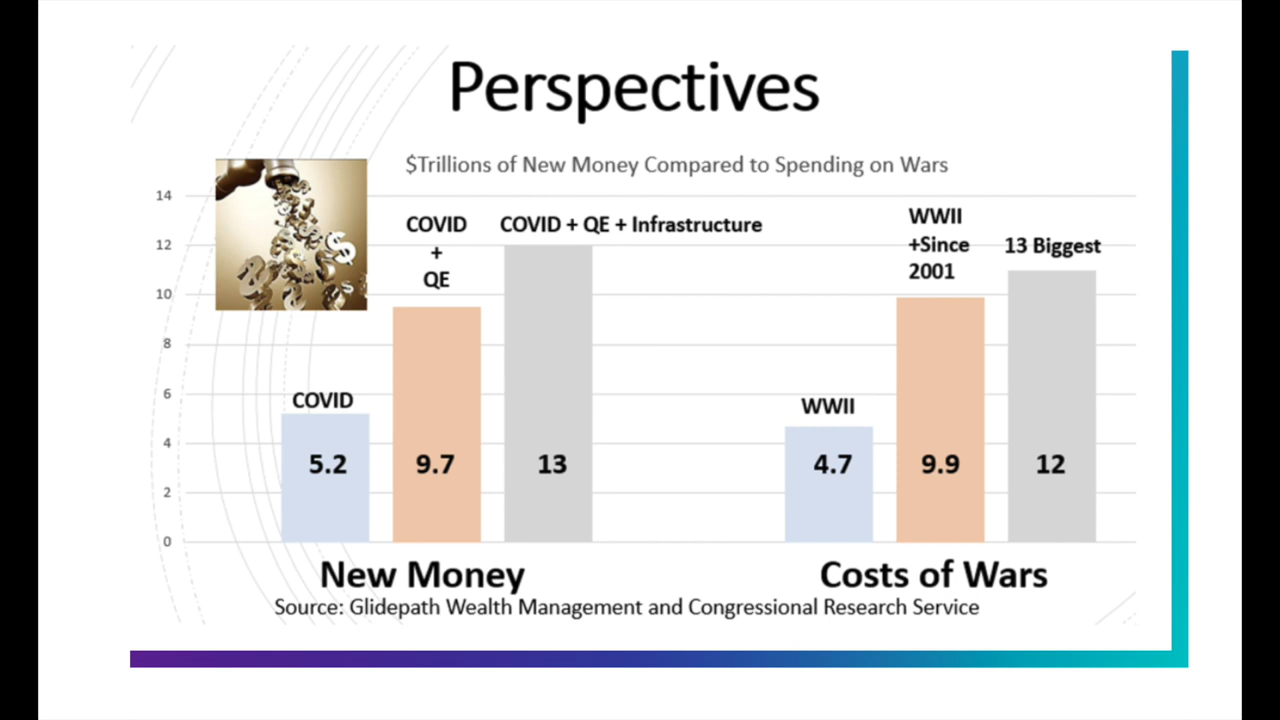 Perspectives
$Trillions of New Money Compared to Spending on Wars
14
12
10
8
6
4
2
0
COVID
COVID
+
QE
COVID + QE + Infrastructure
WWII
WWII
+Since
2001
13 Biggest
5.2
9.7
13
4.7
9.9
12
New Money
Costs of Wars
Source: Glidepath Wealth Management and Congressional Research Service